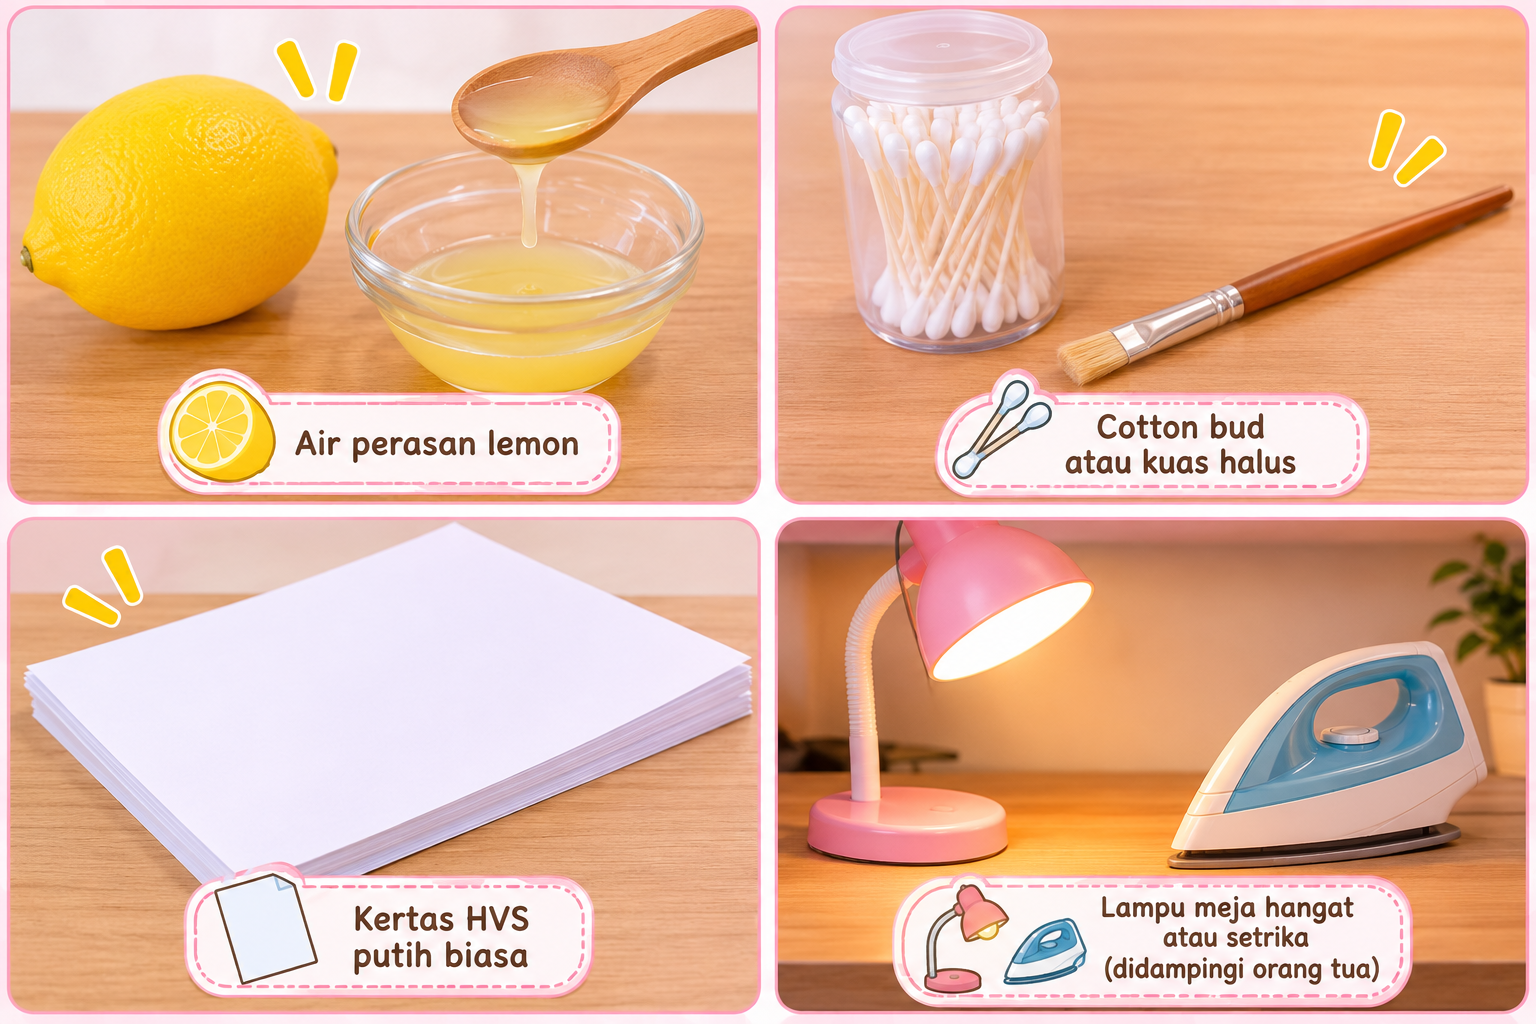 Air perasan lemon
Cotton bud
atau kuas halus
Kertas HVS
putih biasa
Lampu meja hangat
atau setrika
(didampingi orang tua)